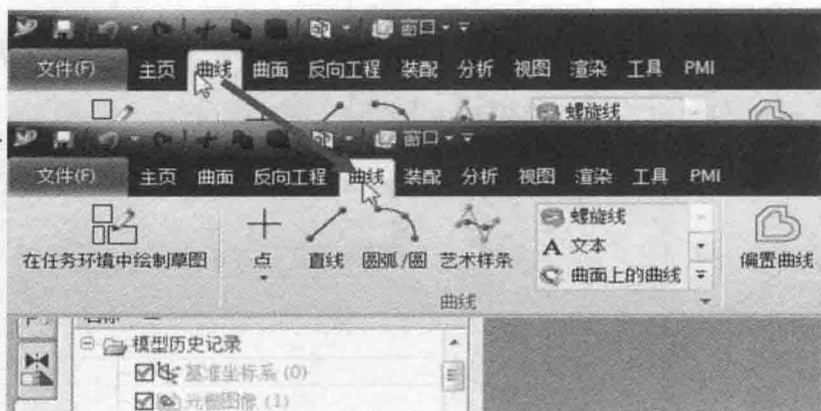 窗口
文件(F) 主页 曲线 曲面 反向工程 装配 分析 视图 渲染 工具 PMI
螺旋线
窗口
文件(F) 主页 曲面 反向工程 曲线 装配 分析 视图 渲染 工具 PMI
螺旋线
A 文本
在任务环境中绘制草图 点 直线 圆弧/圆 艺术样条 曲面上的曲线 偏置曲线
曲线
名称
模型历史记录
基准坐标系 (0)
光栅图像 (1)